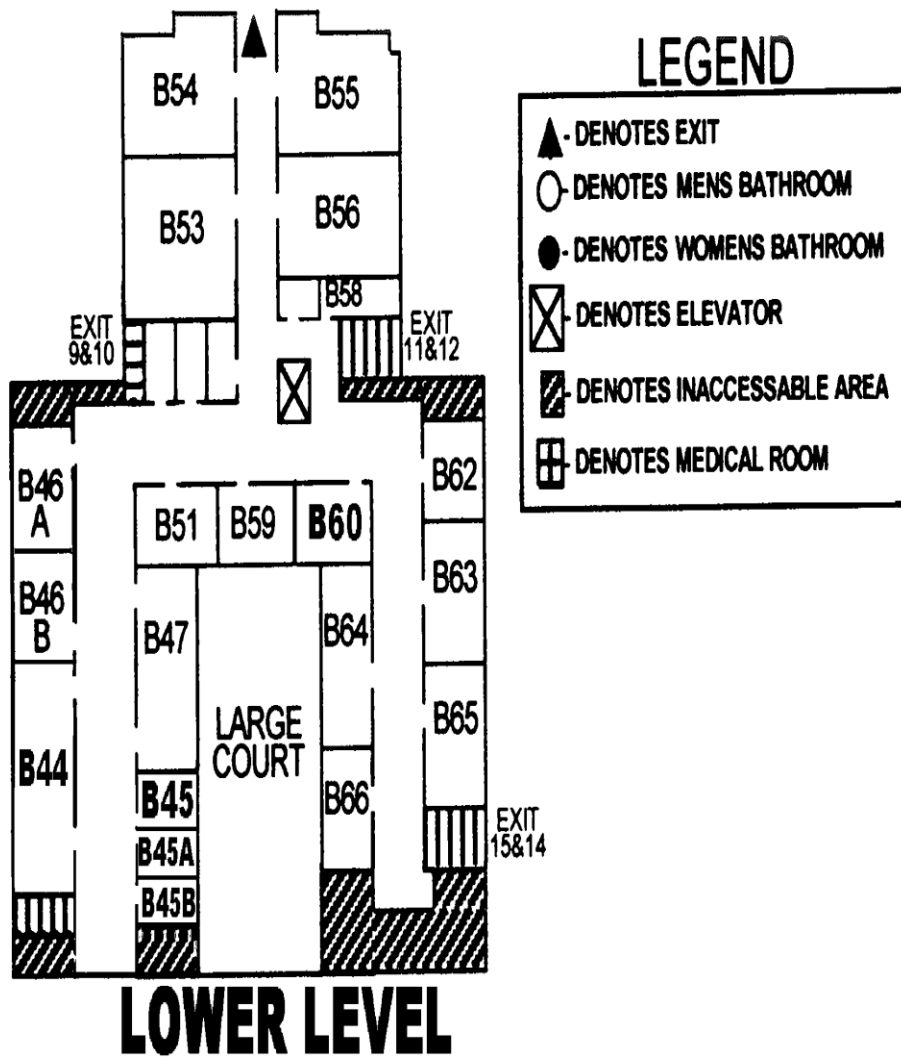 LEGEND
- DENOTES EXIT
- DENOTES MENS BATHROOM
- DENOTES WOMENS BATHROOM
- DENOTES ELEVATOR
- DENOTES INACCESSABLE AREA
- DENOTES MEDICAL ROOM
B54
B55
B53
B56
B58
EXIT
9&10
EXIT
11&12
B46
A
B62
B51
B59
B60
B46
B
B63
B47
B64
B44
LARGE
COURT
B65
B45
B66
B45A
EXIT
15&14
B45B
LOWER LEVEL